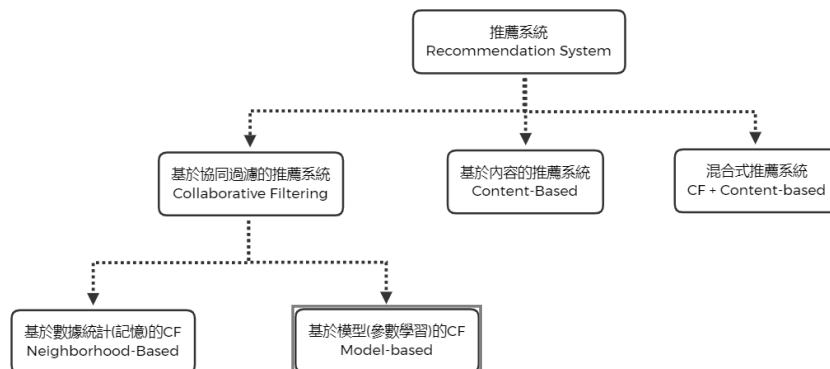 推薦系統
Recommendation System
基於協同過濾的推薦系統
Collaborative Filtering
基於內容的推薦系統
Content-Based
混合式推薦系統
CF + Content-based
基於數據統計(記憶)的CF
Neighborhood-Based
基於模型(參數學習)的CF
Model-based